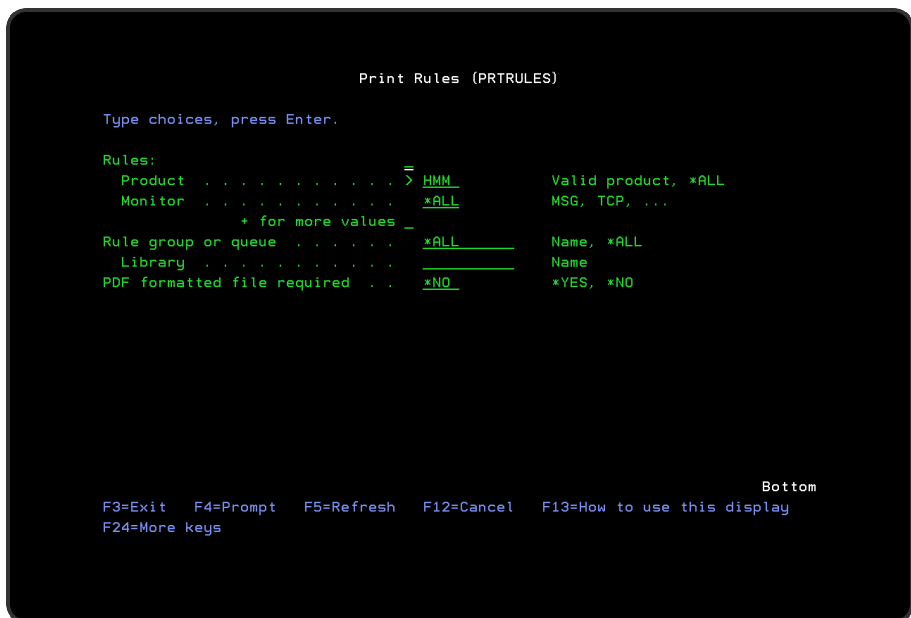 Print Rules (PRTRULES)
Type choices, press Enter.
Rules:
Product . . . . . . . . . . . > HMM Valid product, *ALL
Monitor . . . . . . . . . . . *ALL MSG, TCP, ...
+ for more values _
Rule group or queue . . . . . . *ALL Name, *ALL
Library . . . . . . . . . . . Name
PDF formatted file required . . *NO *YES, *NO
Bottom
F3=Exit F4=Prompt F5=Refresh F12=Cancel F13=How to use this display
F24=More keys